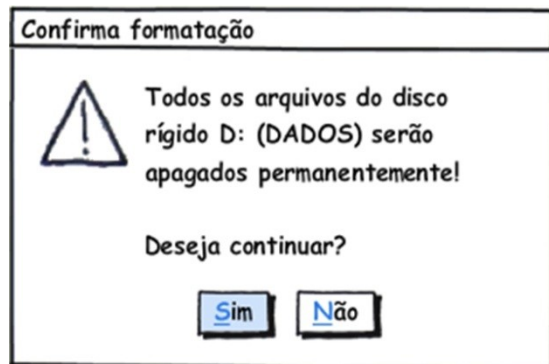 Confirma formatação
Todos os arquivos do disco
rígido D: (DADOS) serão
apagados permanentemente!
Deseja continuar?
Sim
Não